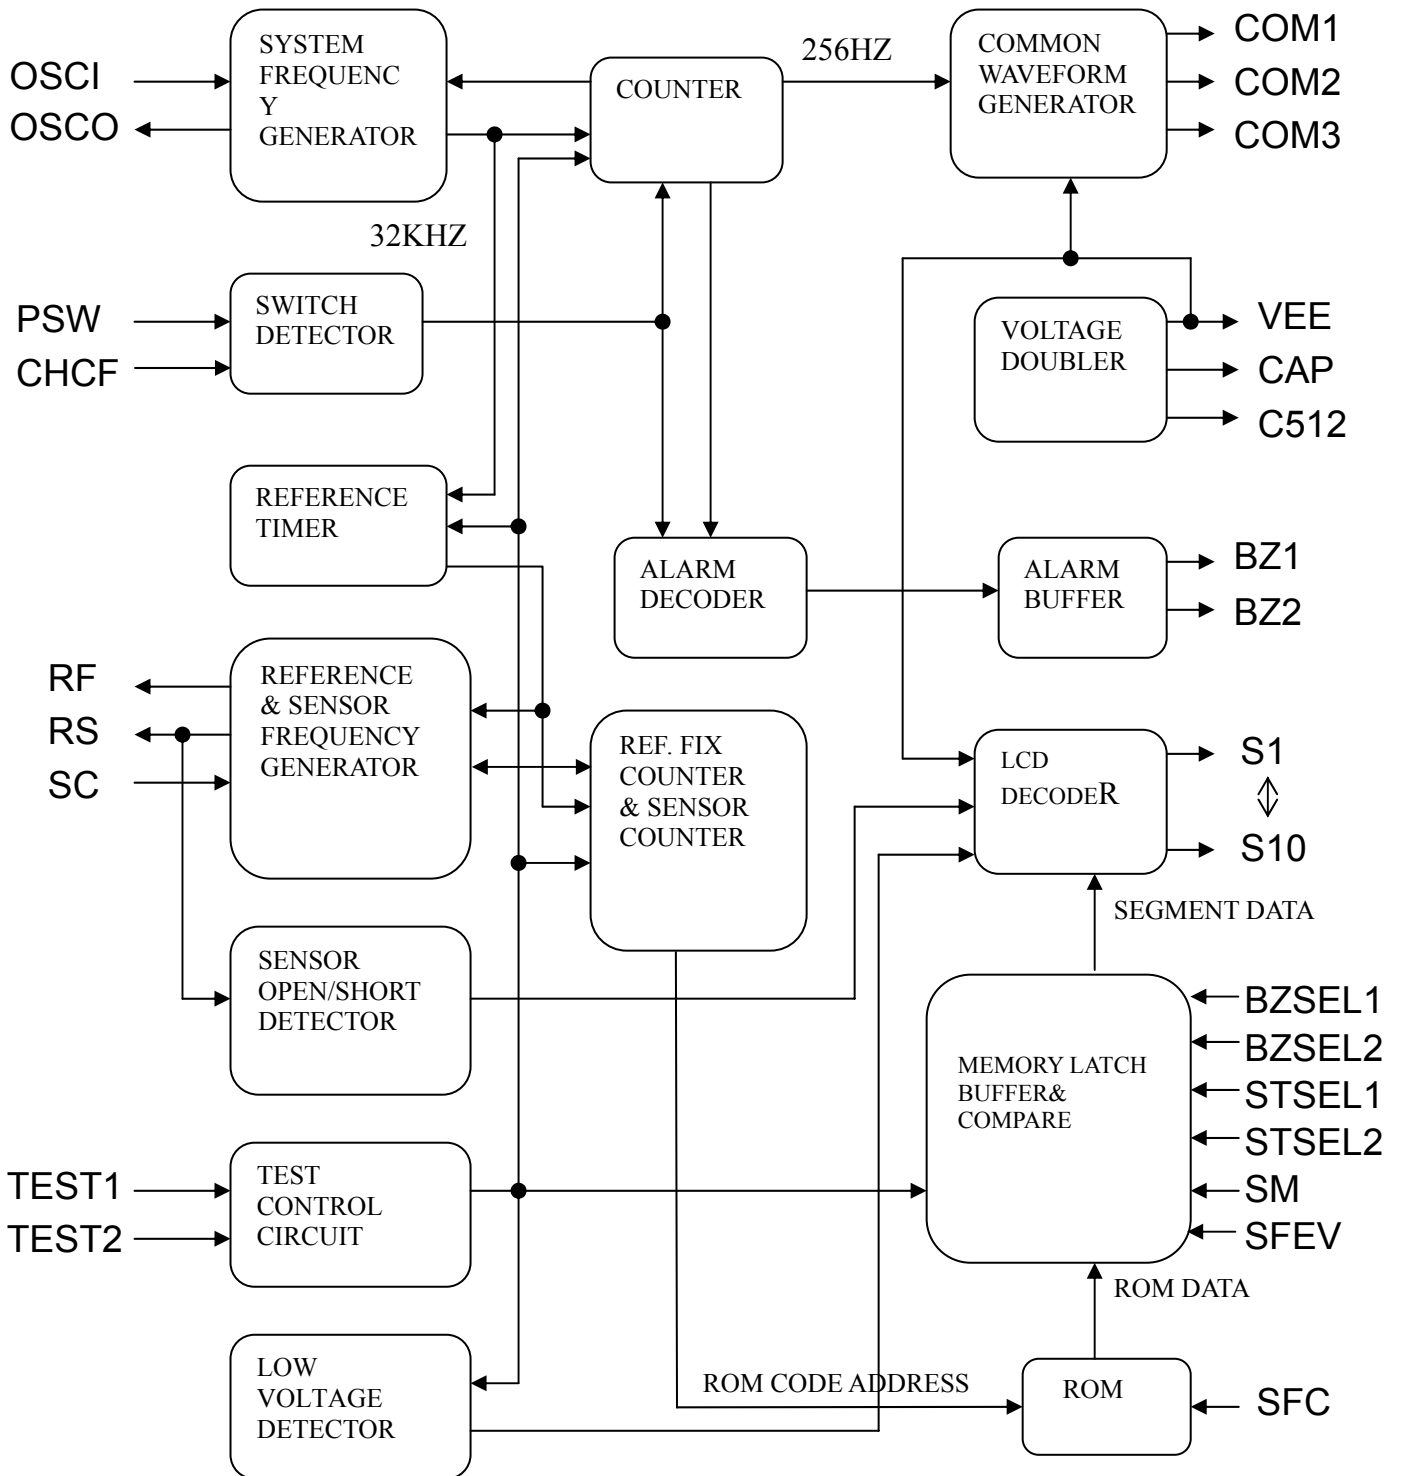 OSCI
OSCO
SYSTEM
FREQUENC
Y
GENERATOR
COUNTER
256HZ
COMMON
WAVEFORM
GENERATOR
COM1
COM2
COM3
32KHZ
PSW
CHCF
SWITCH
DETECTOR
VOLTAGE
DOUBLER
VEE
CAP
C512
REFERENCE
TIMER
ALARM
DECODER
ALARM
BUFFER
BZ1
BZ2
RF
RS
SC
REFERENCE
& SENSOR
FREQUENCY
GENERATOR
REF. FIX
COUNTER
& SENSOR
COUNTER
LCD
DECODER
S1
S10
SEGMENT DATA
SENSOR
OPEN/SHORT
DETECTOR
MEMORY LATCH
BUFFER&
COMPARE
BZSEL1
BZSEL2
STSEL1
STSEL2
SM
SFEV
TEST1
TEST2
TEST
CONTROL
CIRCUIT
ROM DATA
LOW
VOLTAGE
DETECTOR
ROM CODE ADDRESS
ROM
SFC